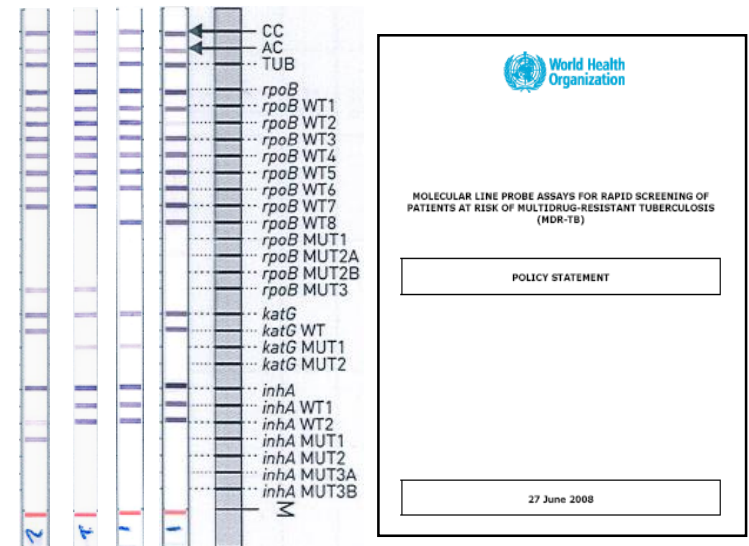 CC
AC
TUB
rpoB
rpoB WT1
rpoB WT2
rpoB WT3
rpoB WT4
rpoB WT5
rpoB WT6
rpoB WT7
rpoB WT8
rpoB MUT1
rpoB MUT2A
rpoB MUT2B
rpoB MUT3
katG
katG WT
katG MUT1
katG MUT2
inhA
inhA WT1
inhA WT2
inhA MUT1
inhA MUT2
inhA MUT3A
inhA MUT3B
M
World Health
Organization
MOLECULAR LINE PROBE ASSAYS FOR RAPID SCREENING OF
PATIENTS AT RISK OF MULTIDRUG-RESISTANT TUBERCULOSIS
(MDR-TB)
POLICY STATEMENT
27 June 2008